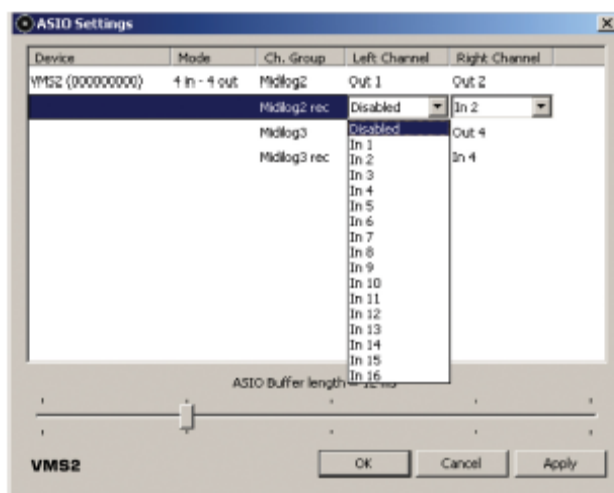 ASIO Settings
Device Mode Ch. Group Left Channel Right Channel
VMS2 (000000000) 4 in - 4 out Midilog2 Out 1 Out 2
Midilog2 rec Disabled In 2
Midilog3 Disabled Out 4
Midilog3 rec In 1 In 4
In 2
In 3
In 4
In 5
In 6
In 7
In 8
In 9
In 10
In 11
In 12
In 13
In 14
In 15
In 16
ASIO Buffer length
VMS2 OK Cancel Apply